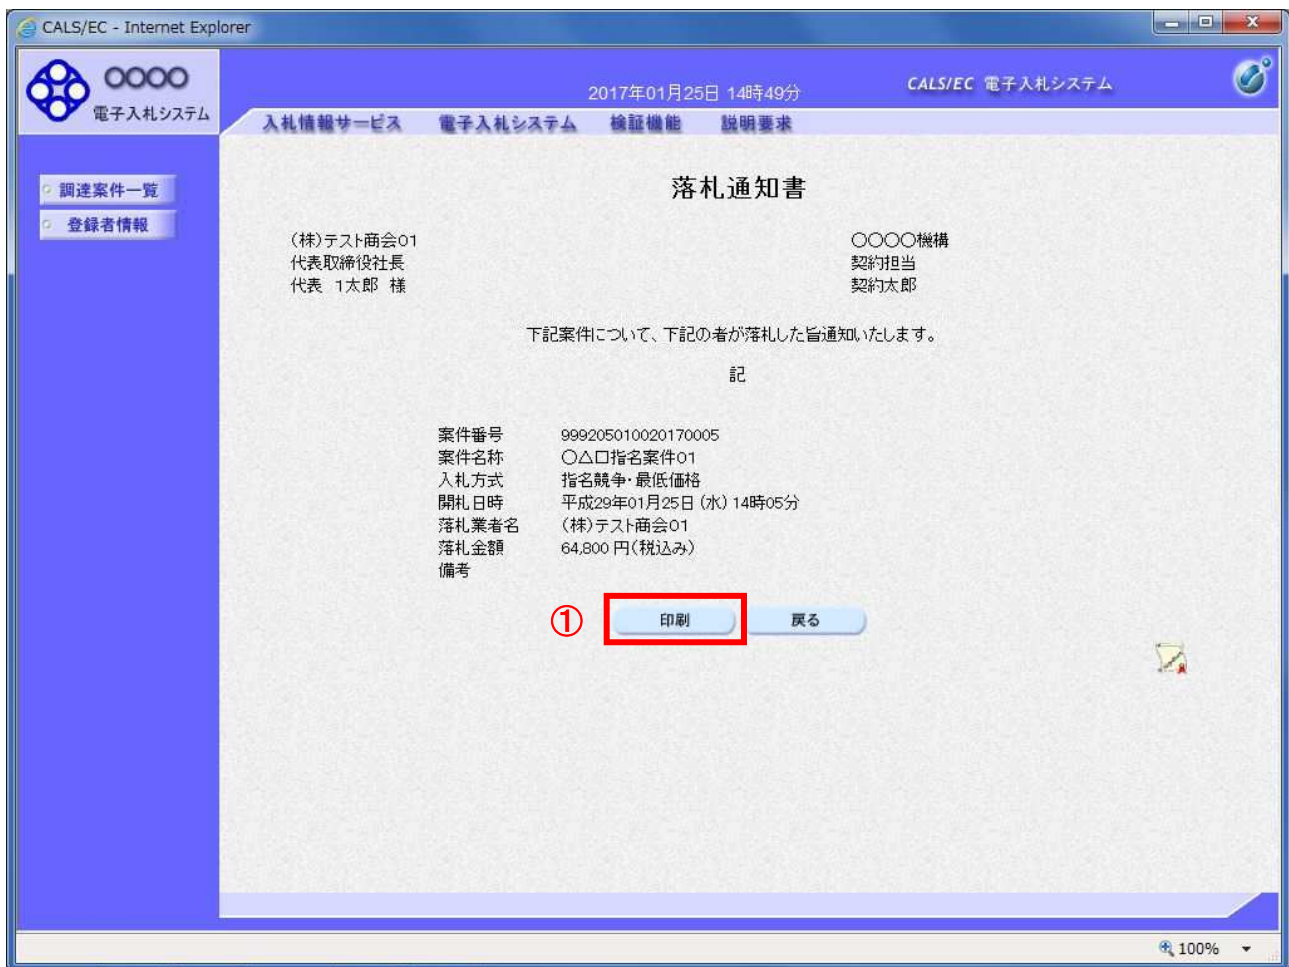 CALS/EC - Internet Explorer
○○○○
電子入札システム
2017年01月25日 14時49分
CALS/EC 電子入札システム
入札情報サービス 電子入札システム 検証機能 説明要求
調達案件一覧
登録者情報
落札通知書
(株)テスト商会01
代表取締役社長
代表 1太郎 様
○○○○機構
契約担当
契約太郎
下記案件について、下記の者が落札した旨通知いたします。
記
案件番号 999205010020170005
案件名称 ○△口指名案件01
入札方式 指名競争・最低価格
開札日時 平成29年01月25日 (水) 14時05分
落札業者名 (株)テスト商会01
落札金額 64,800 円(税込み)
備考
① 印刷 戻る
100%